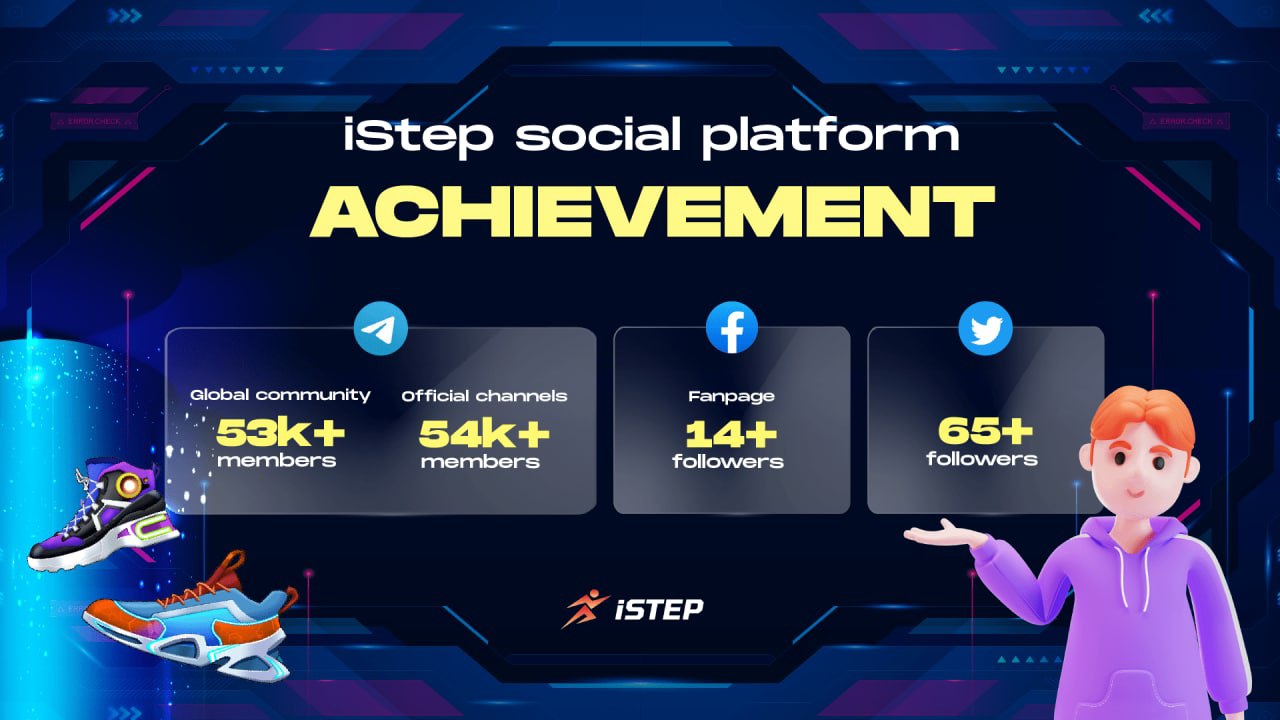 ERROR CHECK
ERROR CHECK
iStep social platform
ACHIEVEMENT
Global community
53k+
members
Official channels
54k+
members
Fanpage
14+
followers
65+
followers
iSTEP